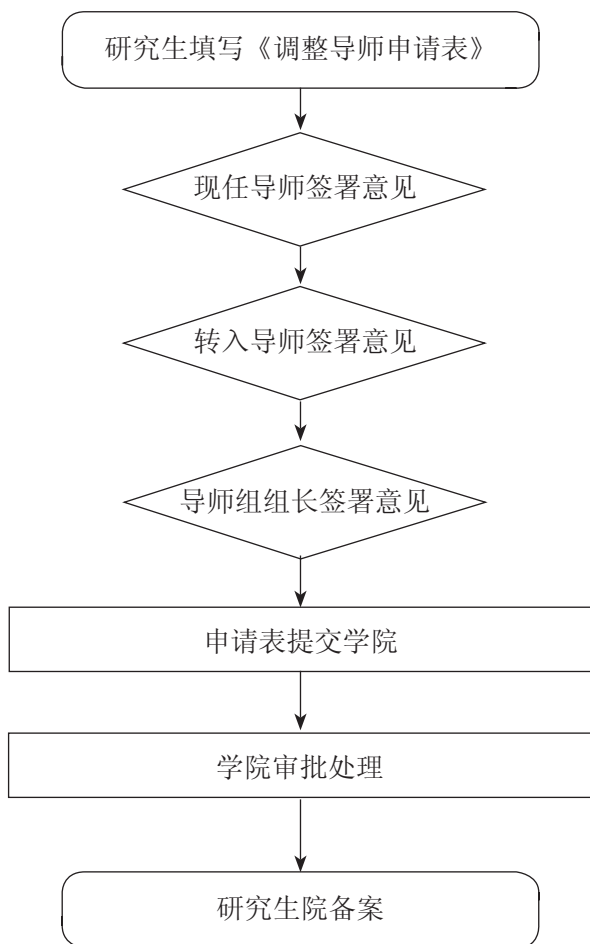 研究生填写《调整导师申请表》
现任导师签署意见
转入导师签署意见
导师组组长签署意见
申请表提交学院
学院审批处理
研究生院备案